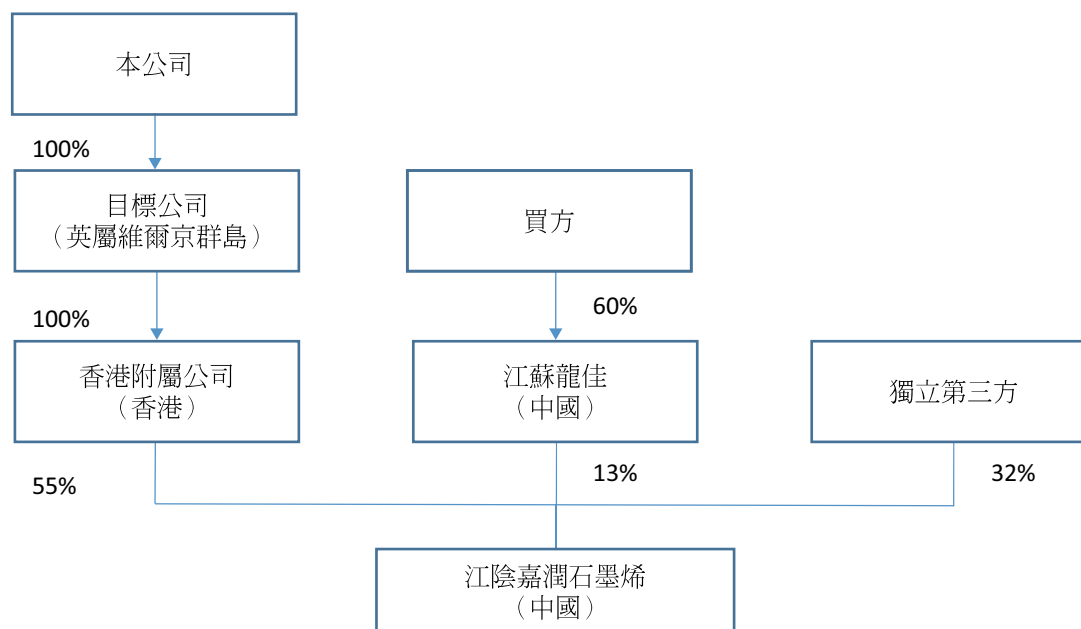 本公司
100%
目標公司
（英屬維爾京群島）
買方
100%
60%
香港附屬公司
（香港）
江蘇龍佳
（中國）
獨立第三方
55%
13%
32%
江陰嘉潤石墨烯
（中國）